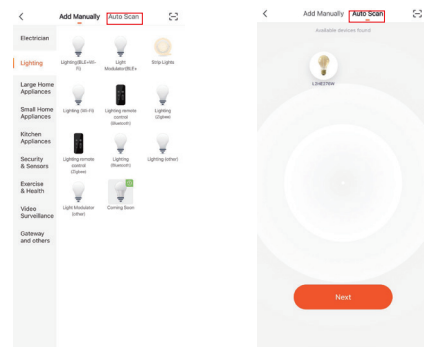 Add Manually Auto Scan
Electrician
Lighting
Large Home
Appliances
Small Home
Appliances
Kitchen
Appliances
Security
& Sensors
Exercise
& Health
Video
Surveillance
Gateway
and others
Lighting(BLE+Wi-
Fi)
Light
Modulator(BLE+
Strip Lights
Lighting (Wi-Fi)
Lighting remote
control
(Bluetooth)
Lighting
(Zigbee)
Lighting remote
control
(Zigbee)
Lighting
(Bluetooth)
Lighting (other)
Light Modulator
(other)
Coming Soon
Add Manually Auto Scan
Available devices found
Next